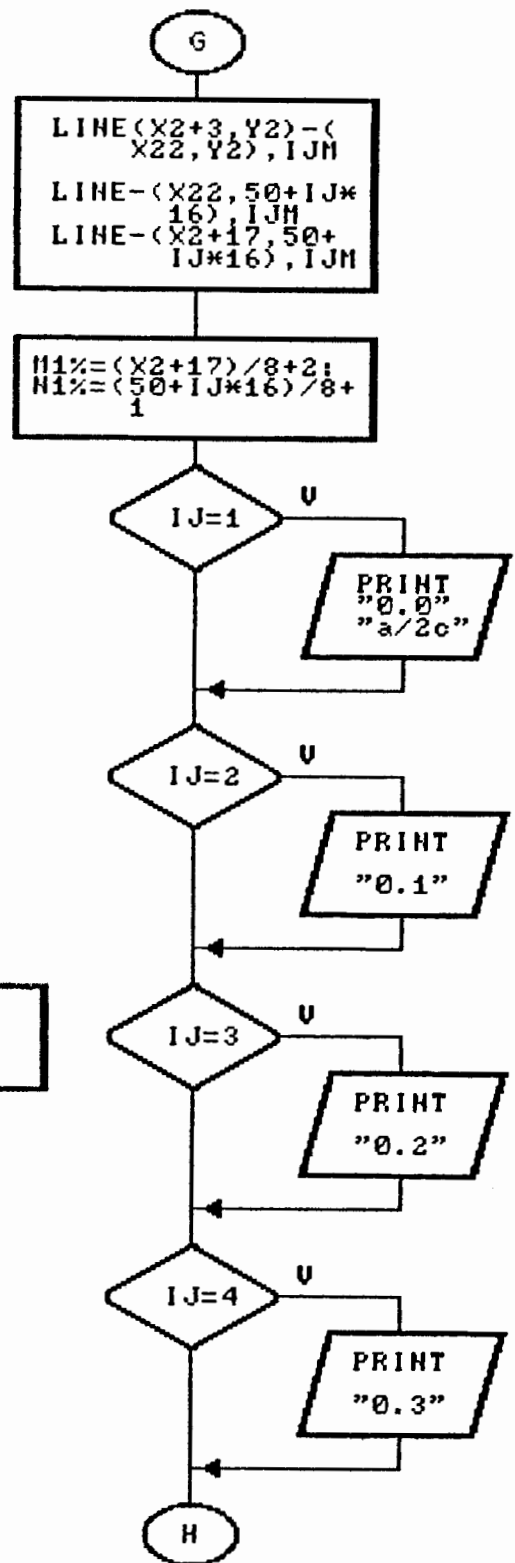 G
LINE(X2+3,Y2)-(
X22,Y2),IJM
LINE-(X22,50+IJ*
16),IJM
LINE-(X2+17,50+
IJ*16),IJM
M1%=(X2+17)/8+2:
N1%=(50+IJ*16)/8+
1
IJ=1
V
PRINT
"0.0"
"a/2c"
IJ=2
V
PRINT
"0.1"
IJ=3
V
PRINT
"0.2"
IJ=4
V
PRINT
"0.3"
H